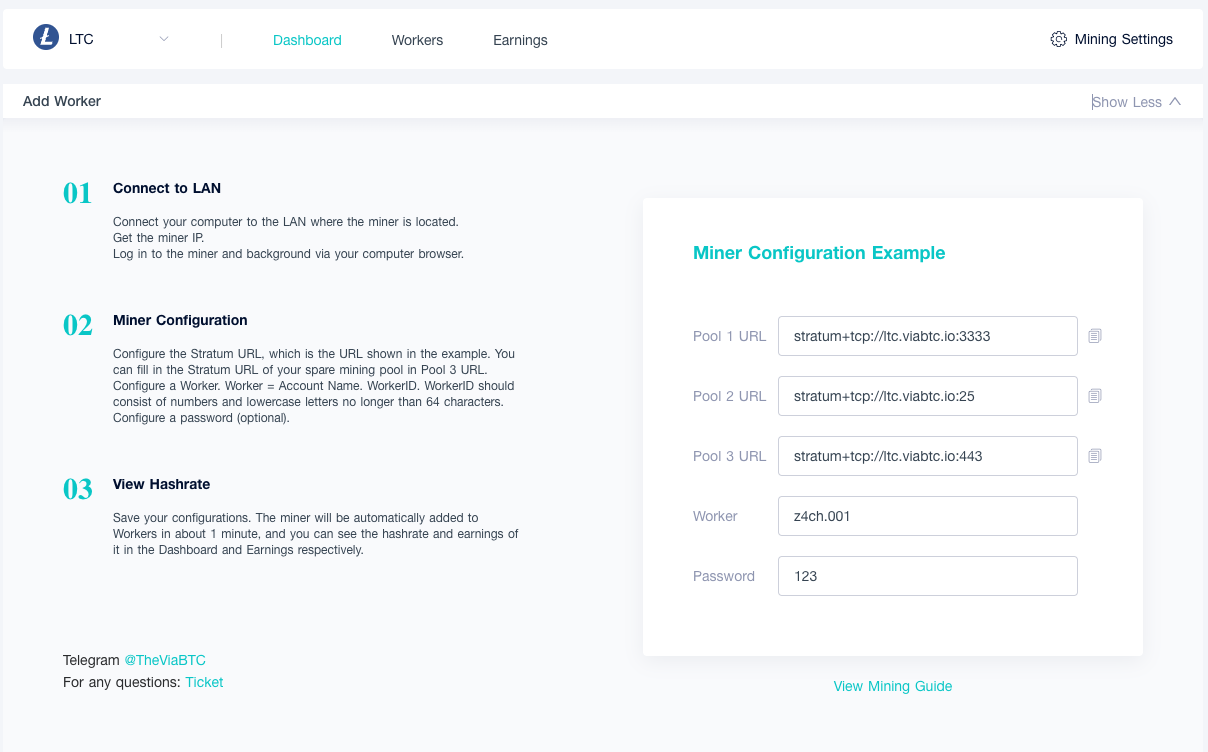 LTC
Dashboard
Workers
Earnings
Mining Settings
Add Worker
Show Less
01
Connect to LAN
Connect your computer to the LAN where the miner is located.
Get the miner IP.
Log in to the miner and background via your computer browser.
02
Miner Configuration
Configure the Stratum URL, which is the URL shown in the example. You
can fill in the Stratum URL of your spare mining pool in Pool 3 URL.
Configure a Worker. Worker = Account Name. WorkerID. WorkerID should
consist of numbers and lowercase letters no longer than 64 characters.
Configure a password (optional).
03
View Hashrate
Save your configurations. The miner will be automatically added to
Workers in about 1 minute, and you can see the hashrate and earnings of
it in the Dashboard and Earnings respectively.
Telegram @TheViaBTC
For any questions: Ticket
Miner Configuration Example
Pool 1 URL stratum+tcp://ltc.viabtc.io:3333
Pool 2 URL stratum+tcp://ltc.viabtc.io:25
Pool 3 URL stratum+tcp://ltc.viabtc.io:443
Worker z4ch.001
Password 123
View Mining Guide